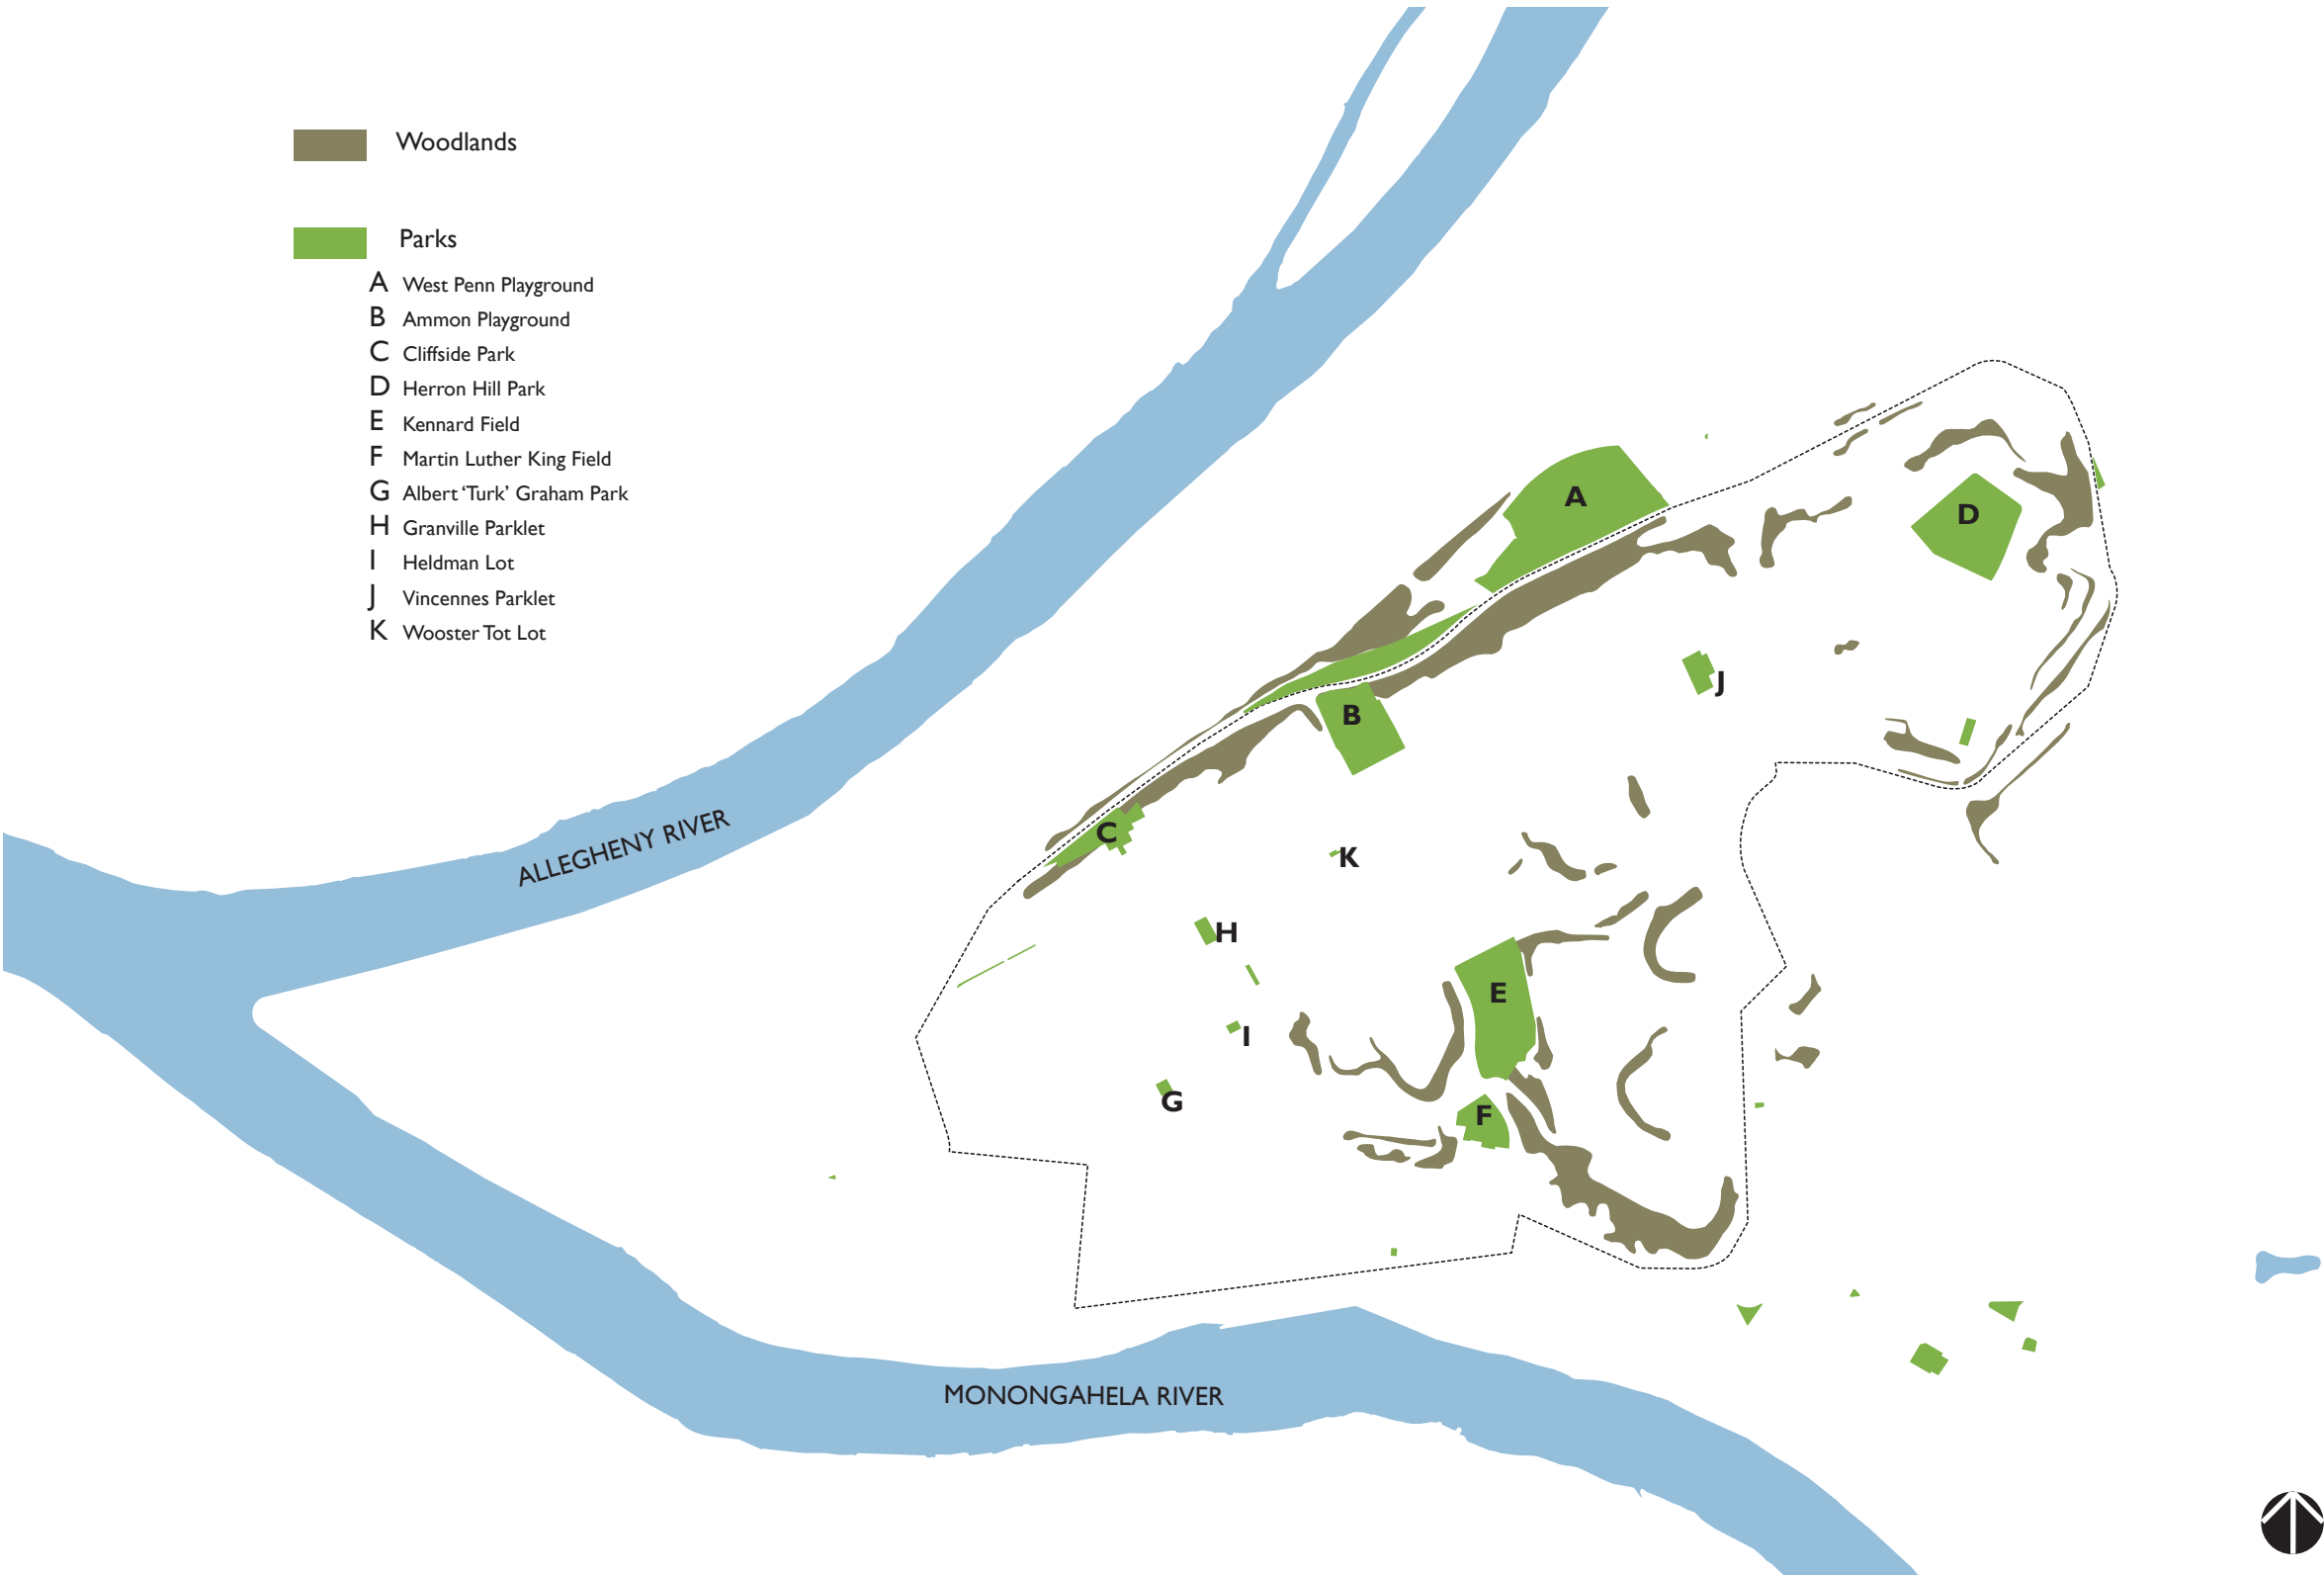 Woodlands
Parks
A West Penn Playground
B Ammon Playground
C Cliffside Park
D Herron Hill Park
E Kennard Field
F Martin Luther King Field
G Albert ‘Turk’ Graham Park
H Granville Parklet
I Heldman Lot
J Vincennes Parklet
K Wooster Tot Lot
A
D
J
B
C
K
H
E
I
G
F
ALLEGHENY RIVER
MONONGAHELA RIVER